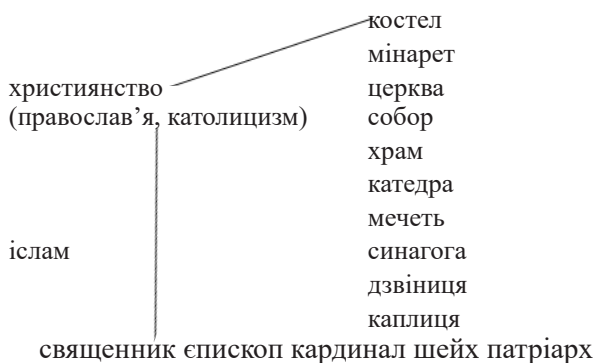 костел
мінарет
християнство церква
(православ’я, католицизм) собор
храм
катедра
мечеть
іслам синагога
дзвіниця
каплиця
священник єпископ кардинал шейх патріарх